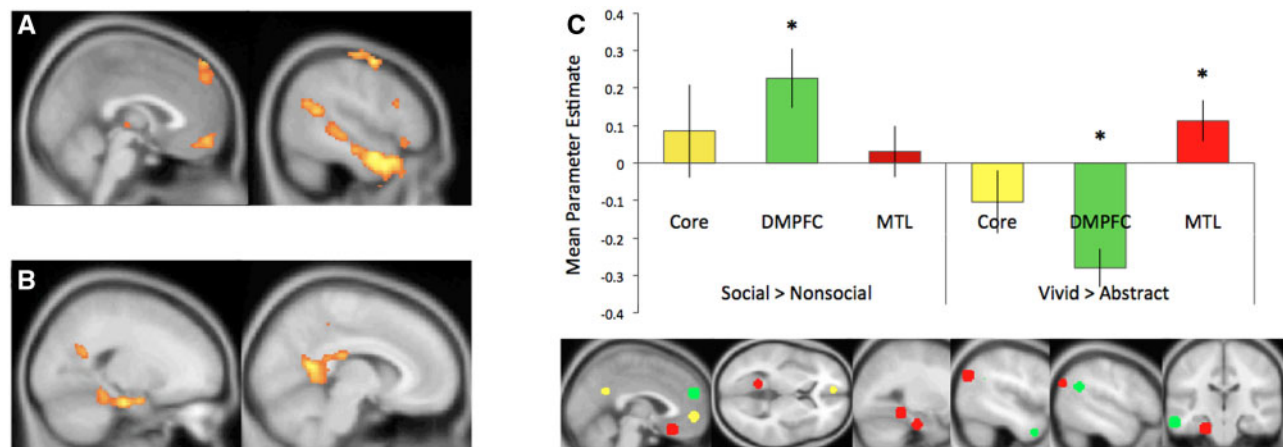 A
B
C
Mean Parameter Estimate
0.4
0.3
0.2
0.1
0
-0.1
-0.2
-0.3
-0.4
*
*
*
Core DMPFC MTL Core DMPFC MTL
Social > Nonsocial Vivid > Abstract